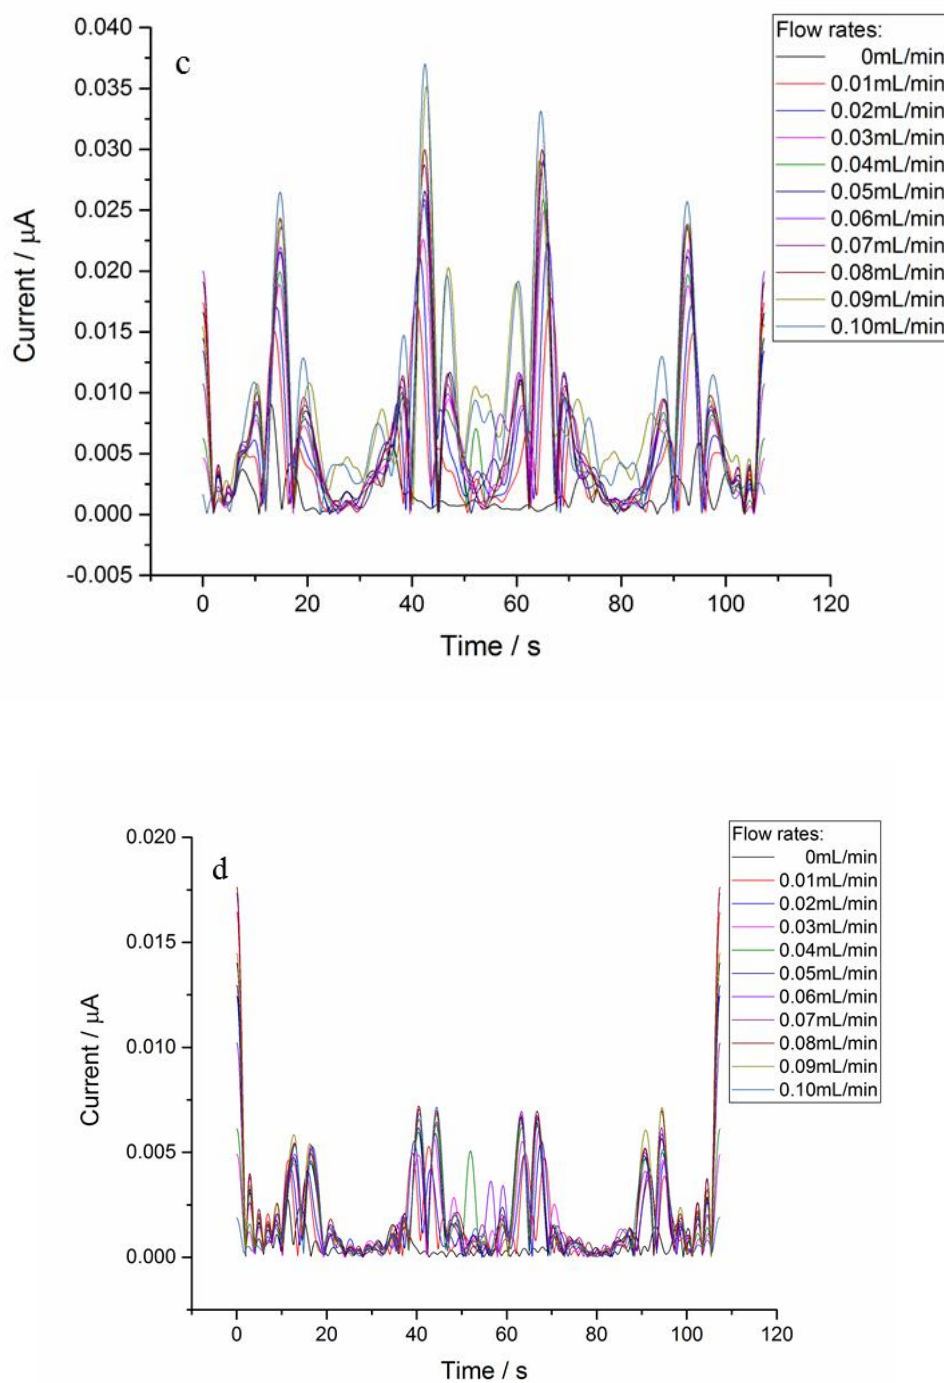 c
Flow rates:
0mL/min
0.01mL/min
0.02mL/min
0.03mL/min
0.04mL/min
0.05mL/min
0.06mL/min
0.07mL/min
0.08mL/min
0.09mL/min
0.10mL/min
0.040
0.035
0.030
0.025
0.020
0.015
0.010
0.005
0.000
-0.005
Current / μA
0 20 40 60 80 100 120
Time / s
d
Flow rates:
0mL/min
0.01mL/min
0.02mL/min
0.03mL/min
0.04mL/min
0.05mL/min
0.06mL/min
0.07mL/min
0.08mL/min
0.09mL/min
0.10mL/min
0.020
0.015
0.010
0.005
0.000
Current / μA
0 20 40 60 80 100 120
Time / s